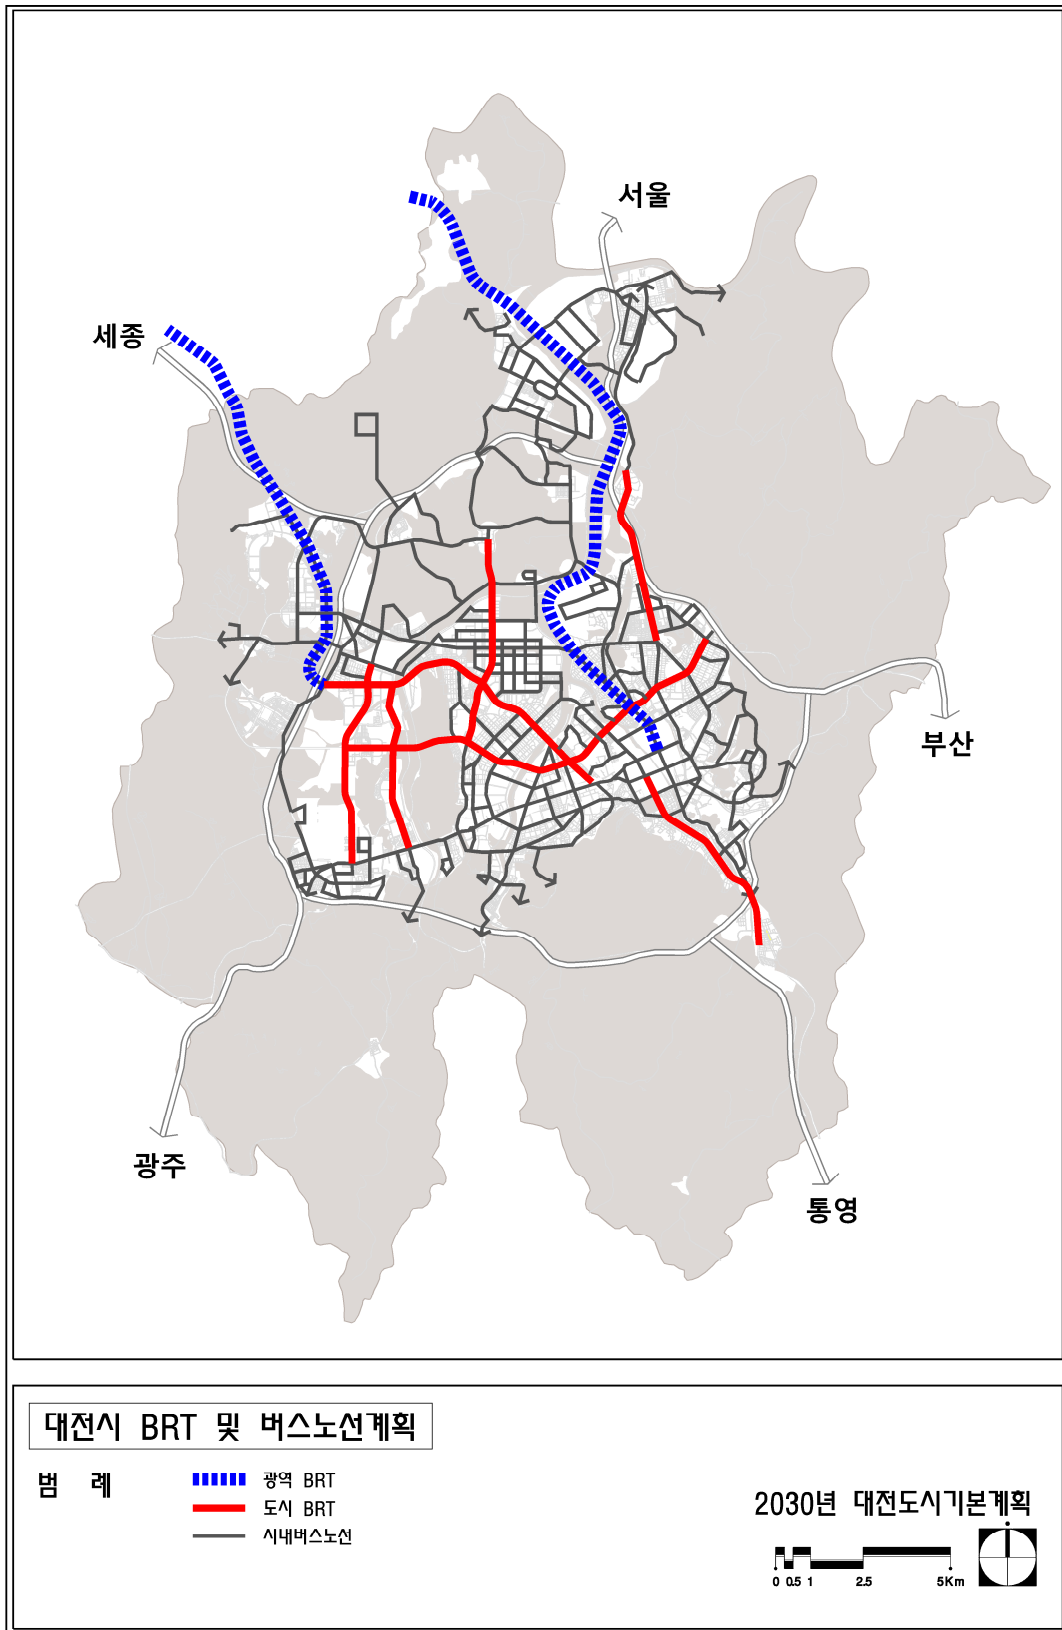 서울
세종
부산
광주
통영
대전시 BRT 및 버스노선계획
범 례
광역 BRT
도시 BRT
시내버스노선
2030년 대전도시기본계획
0 0.5 1 2.5 5Km